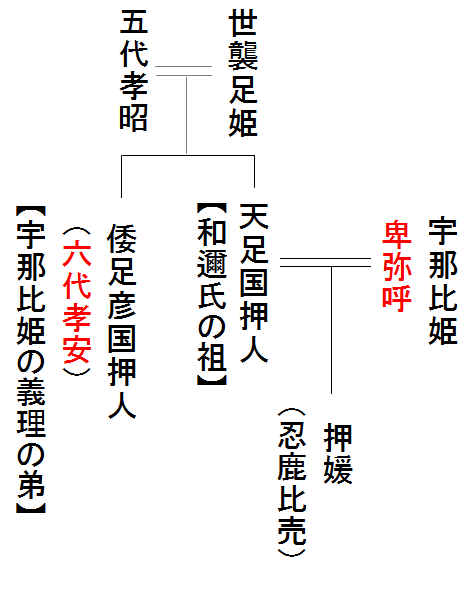 世襲足姫
五代孝昭
宇那比姫
卑弥呼
天足国押人
【和邇氏の祖】
倭足彦国押人
（六代孝安）
【宇那比姫の義理の弟】
押媛
（忍鹿比売）